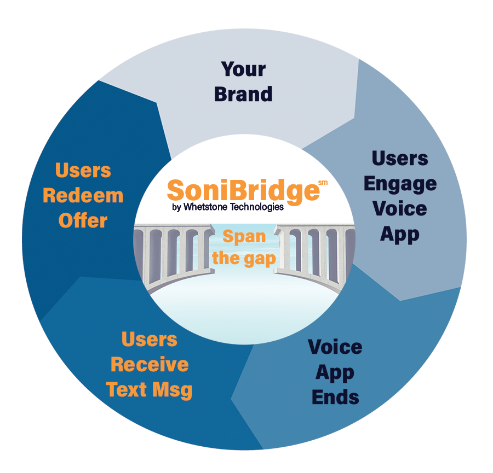 Your
Brand
Users
Engage
Voice
App
Voice
App
Ends
Users
Receive
Text Msg
Users
Redeem
Offer
SoniBridge℠
by Whetstone Technologies
Span
the gap